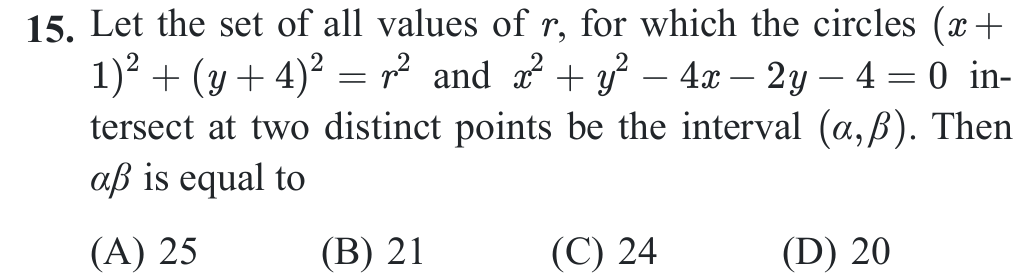 15. Let the set of all values of r, for which the circles (x +
1)² + (y + 4)² = r² and x² + y² − 4x − 2y − 4 = 0 in-
tersect at two distinct points be the interval (α, β). Then
αβ is equal to
(A) 25 (B) 21 (C) 24 (D) 20